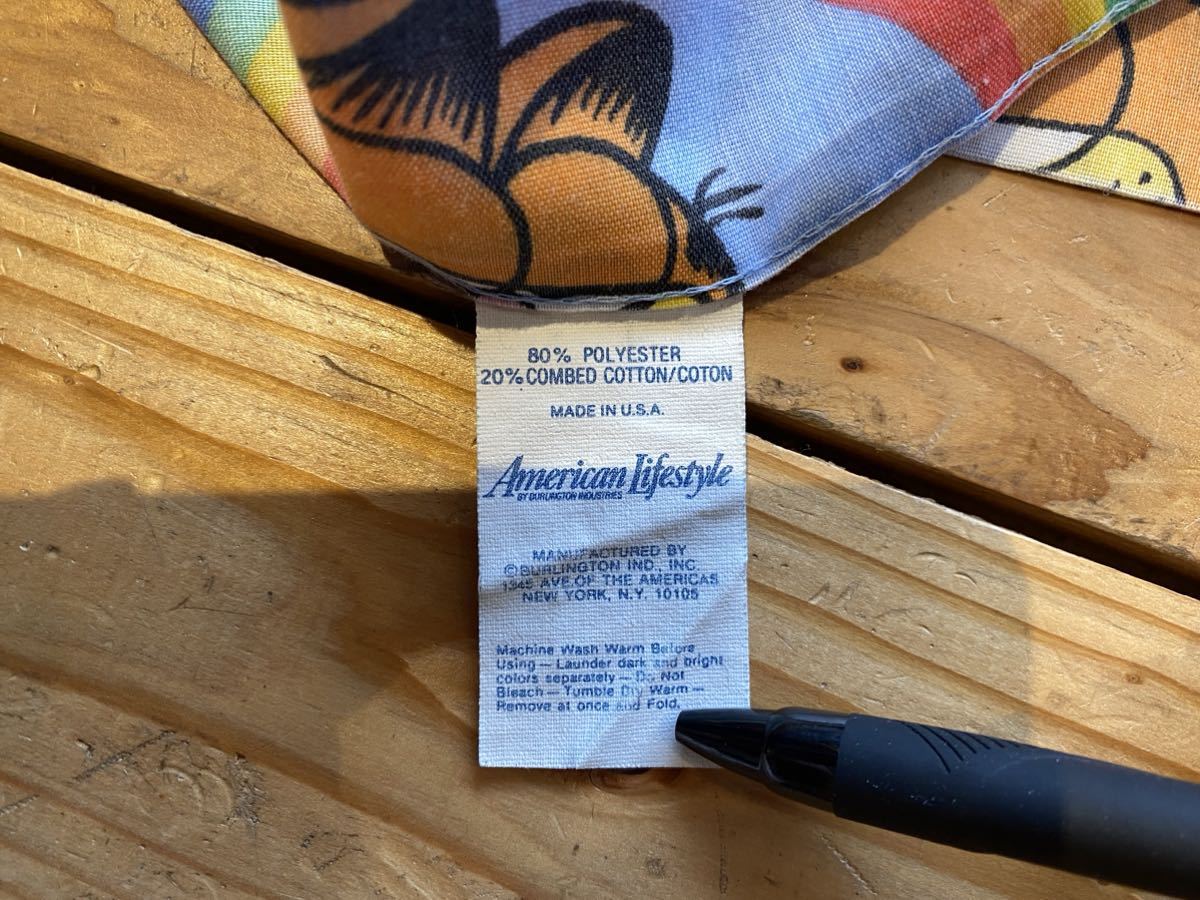 80% POLYESTER
20% COMBED COTTON/COTON
MADE IN U.S.A.
American Lifestyle
BY BURLINGTON INDUSTRIES
MANUFACTURED BY
© BURLINGTON IND., INC.
1345 AVE OF THE AMERICAS
NEW YORK, N.Y. 10105
Machine Wash Warm Before
Using — Launder dark and bright
colors separately — Do Not
Bleach — Tumble Dry Warm —
Remove at once and Fold.